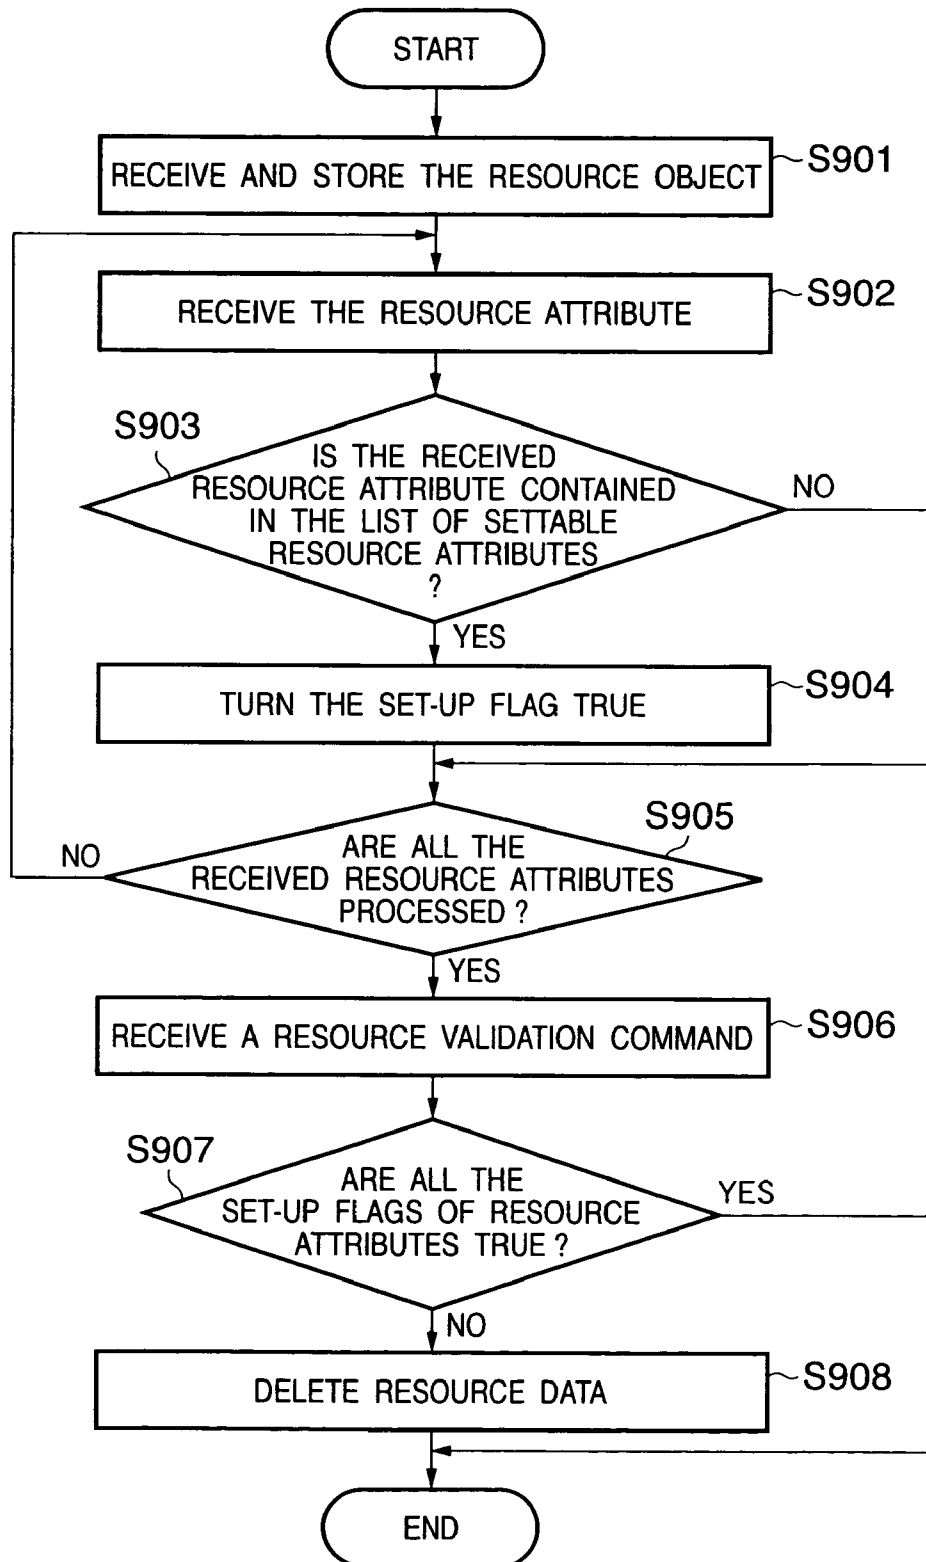 START
RECEIVE AND STORE THE RESOURCE OBJECT
S901
RECEIVE THE RESOURCE ATTRIBUTE
S902
S903
IS THE RECEIVED
RESOURCE ATTRIBUTE CONTAINED
IN THE LIST OF SETTABLE
RESOURCE ATTRIBUTES
?
NO
YES
TURN THE SET-UP FLAG TRUE
S904
S905
ARE ALL THE
RECEIVED RESOURCE ATTRIBUTES
PROCESSED ?
NO
YES
RECEIVE A RESOURCE VALIDATION COMMAND
S906
S907
ARE ALL THE
SET-UP FLAGS OF RESOURCE
ATTRIBUTES TRUE ?
YES
NO
DELETE RESOURCE DATA
S908
END